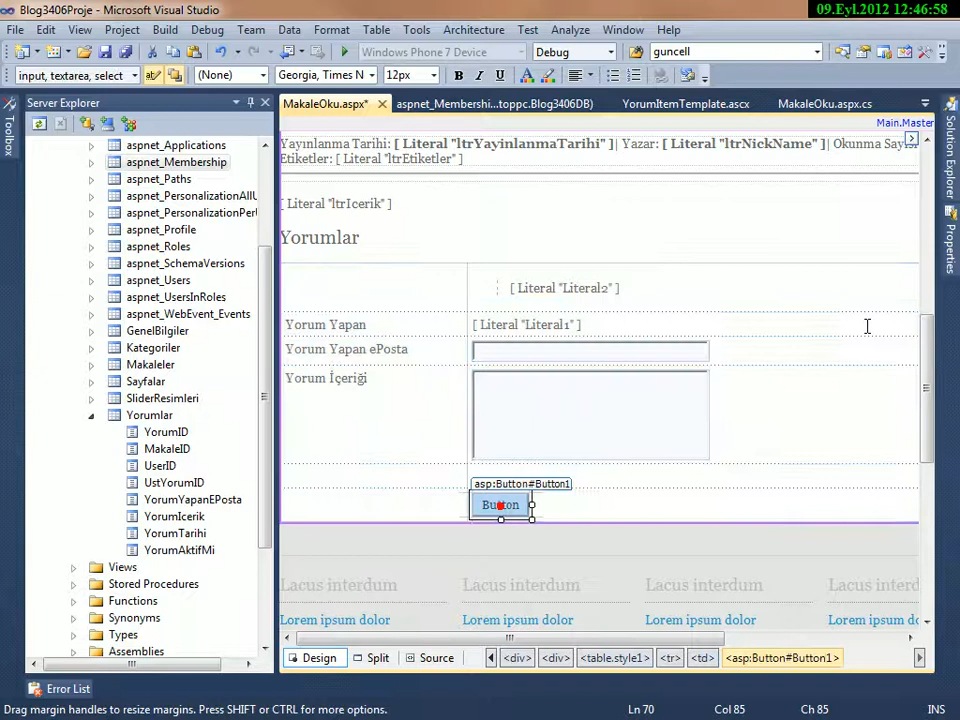 Blog3406Proje - Microsoft Visual Studio
09.Eyl.2012 12:46:58
File Edit View Project Build Debug Team Data Format Table Tools Architecture Test Analyze Window Help
Windows Phone 7 Device Debug guncell
input, textarea, select (None) Georgia, Times N 12px B I U A
Toolbox
Server Explorer
aspnet_Applications
aspnet_Membership
aspnet_Paths
aspnet_PersonalizationAllU
aspnet_PersonalizationPer
aspnet_Profile
aspnet_Roles
aspnet_SchemaVersions
aspnet_Users
aspnet_UsersInRoles
aspnet_WebEvent_Events
GenelBilgiler
Kategoriler
Makaleler
Sayfalar
SliderResimleri
Yorumlar
YorumID
MakaleID
UserID
UstYorumID
YorumYapanEPosta
YorumIcerik
YorumTarihi
YorumAktifMi
Views
Stored Procedures
Functions
Synonyms
Types
Assemblies
MakaleOku.aspx* aspnet_Membershi...toppc.Blog3406DB) YorumItemTemplate.ascx MakaleOku.aspx.cs
Main.Master
Yayınlanma Tarihi: [ Literal "ltrYayinlanmaTarihi" ]| Yazar: [ Literal "ltrNickName" ]| Okunma Sayıs
Etiketler: [ Literal "ltrEtiketler" ]
[ Literal "ltrIcerik" ]
Yorumlar
[ Literal "Literal2" ]
Yorum Yapan [ Literal "Literal1" ]
Yorum Yapan ePosta
Yorum İçeriği
asp:Button#Button1
Button
Lacus interdum Lacus interdum Lacus interdum Lacus interd
Lorem ipsum dolor Lorem ipsum dolor Lorem ipsum dolor Lorem ipsum d
Design Split Source <div> <div> <table.style1> <tr> <td> <asp:Button#Button1>
Solution Explorer
Properties
Error List
Drag margin handles to resize margins. Press SHIFT or CTRL for more options. Ln 70 Col 85 Ch 85 INS